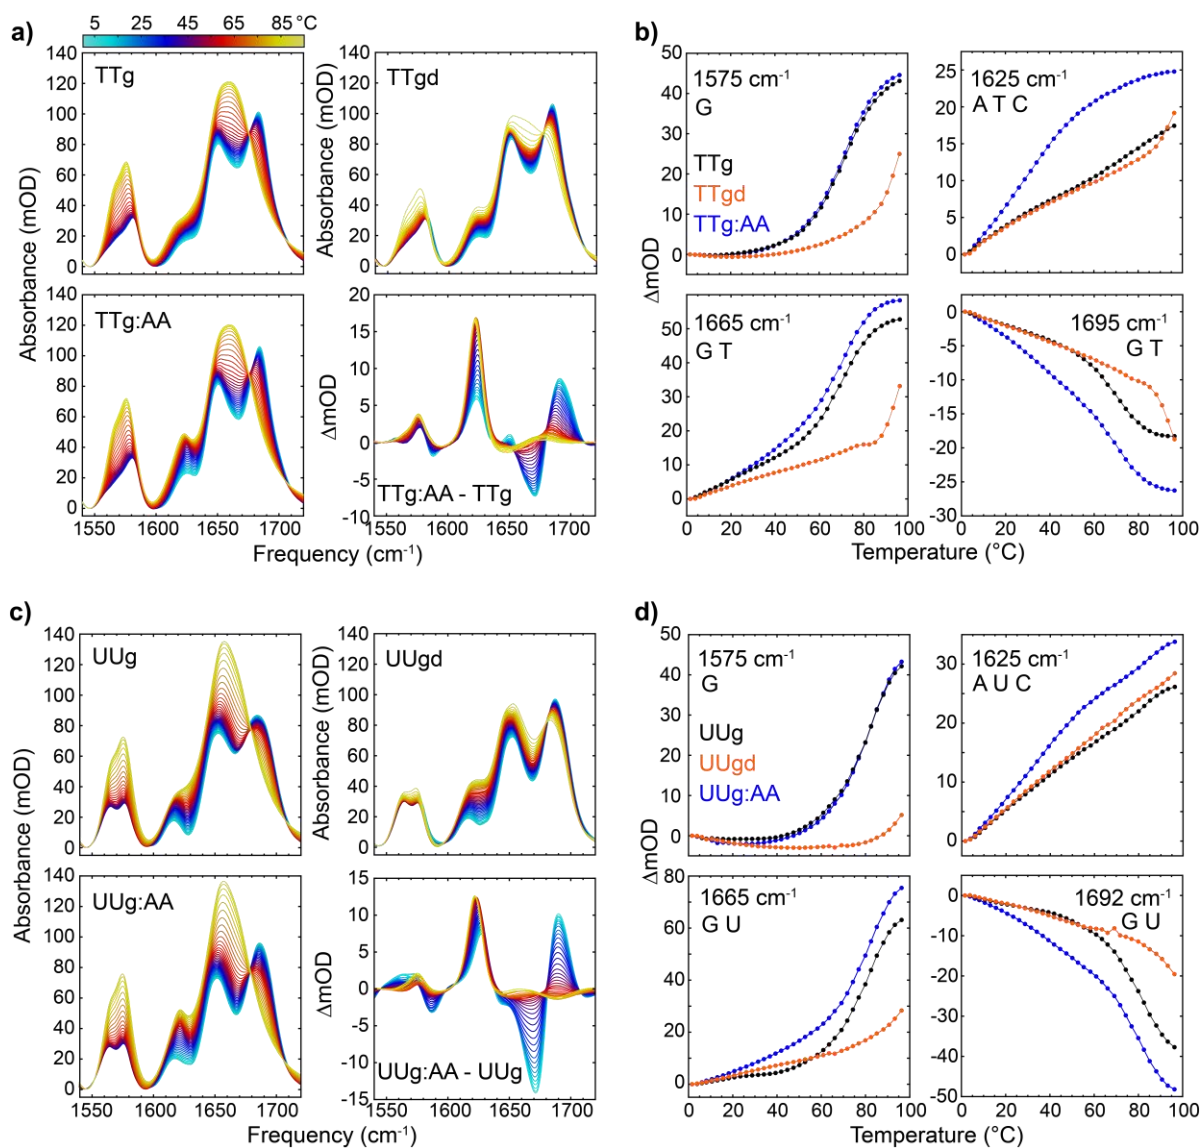 a)
5 25 45 65 85 °C
140
120
100
80
60
40
20
0
TTg
Absorbance (mOD)
140
120
100
80
60
40
20
0
TTgd
Absorbance (mOD)
140
120
100
80
60
40
20
0
TTg:AA
1550 1600 1650 1700
20
15
10
5
0
-5
-10
ΔmOD
TTg:AA - TTg
1550 1600 1650 1700
Frequency (cm⁻¹)
b)
50
40
30
20
10
0
1575 cm⁻¹
G
TTg
TTgd
TTg:AA
25
20
15
10
5
0
1625 cm⁻¹
A T C
ΔmOD
50
40
30
20
10
0
1665 cm⁻¹
G T
0 20 40 60 80 100
0
-5
-10
-15
-20
-25
-30
1695 cm⁻¹
G T
0 20 40 60 80 100
Temperature (°C)
c)
140
120
100
80
60
40
20
0
UUg
Absorbance (mOD)
140
120
100
80
60
40
20
0
UUgd
Absorbance (mOD)
1550 1600 1650 1700
140
120
100
80
60
40
20
0
UUg:AA
1550 1600 1650 1700
15
10
5
0
-5
-10
-15
ΔmOD
UUg:AA - UUg
1550 1600 1650 1700
Frequency (cm⁻¹)
d)
50
40
30
20
10
0
1575 cm⁻¹
G
UUg
UUgd
UUg:AA
30
20
10
0
1625 cm⁻¹
A U C
ΔmOD
80
60
40
20
0
1665 cm⁻¹
G U
0 20 40 60 80 100
0
-10
-20
-30
-40
-50
1692 cm⁻¹
G U
0 20 40 60 80 100
Temperature (°C)